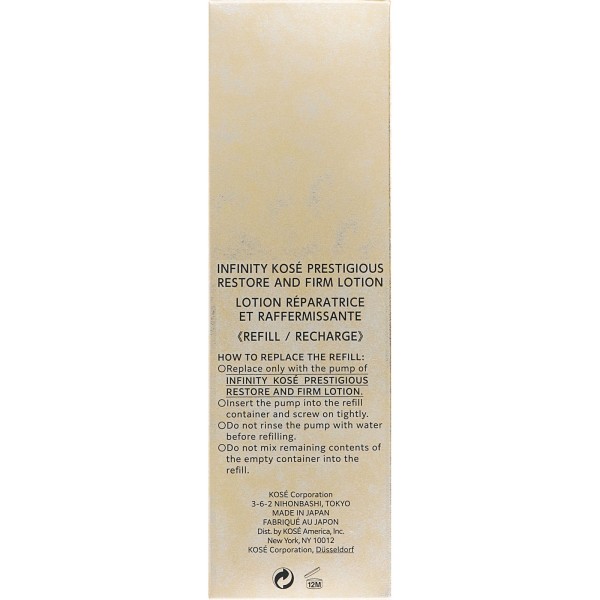 INFINITY KOSÉ PRESTIGIOUS
RESTORE AND FIRM LOTION
LOTION RÉPARATRICE
ET RAFFERMISSANTE
《REFILL / RECHARGE》
HOW TO REPLACE THE REFILL:
○Replace only with the pump of
INFINITY KOSÉ PRESTIGIOUS
RESTORE AND FIRM LOTION.
○Insert the pump into the refill
container and screw on tightly.
○Do not rinse the pump with water
before refilling.
○Do not mix remaining contents of
the empty container into the
refill.
KOSÉ Corporation
3-6-2 NIHONBASHI, TOKYO
MADE IN JAPAN
FABRIQUÉ AU JAPON
Dist. by KOSÉ America, Inc.
New York, NY 10012
KOSÉ Corporation, Düsseldorf
12M